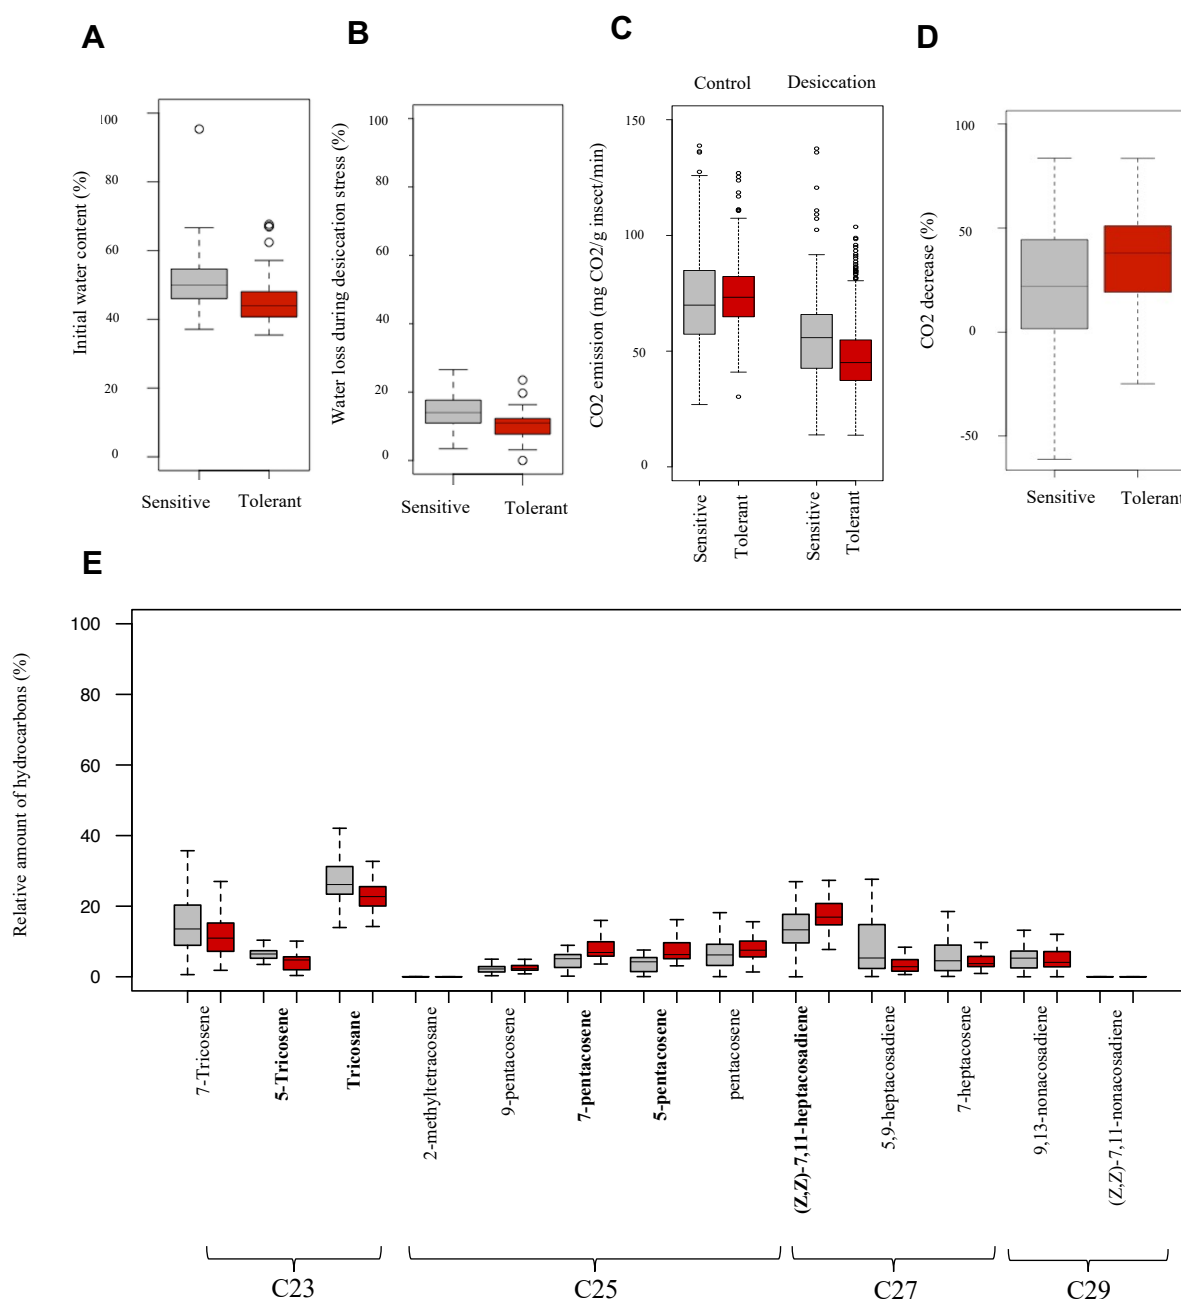 A
B
C
D
Control
Desiccation
Initial water content (%)
100
80
60
40
20
0
Sensitive
Tolerant
Water loss during desiccation stress (%)
100
80
60
40
20
0
Sensitive
Tolerant
CO2 emission (mg CO2/g insect/min)
150
100
50
0
Sensitive
Tolerant
Sensitive
Tolerant
CO2 decrease (%)
100
50
0
-50
Sensitive
Tolerant
E
Relative amount of hydrocarbons (%)
100
80
60
40
20
0
7-Tricosene
5-Tricosene
Tricosane
2-methyltetracosane
9-pentacosene
7-pentacosene
5-pentacosene
pentacosene
(Z,Z)-7,11-heptacosadiene
5,9-heptacosadiene
7-heptacosene
9,13-nonacosadiene
(Z,Z)-7,11-nonacosadiene
C23
C25
C27
C29